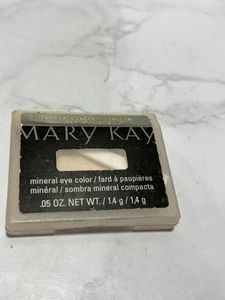 MARY KAY
mineral eye color / fard à paupières
minéral / sombra mineral compacta
.05 OZ. NET WT. / 1,4 g / 1,4 g